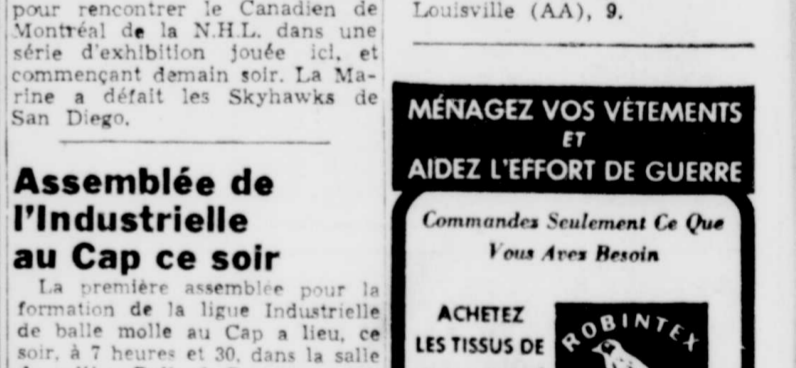 pour rencontrer le Canadien de
Montréal de la N.H.L. dans une
série d'exhibition jouée ici, et
commençant demain soir. La Ma-
rine a défait les Skyhawks de
San Diego.
Assemblée de
l'Industrielle
au Cap ce soir
La première assemblée pour la
formation de la ligue Industrielle
de balle molle au Cap a lieu, ce
soir, à 7 heures et 30, dans la salle
Louisville (AA), 9.
MÉNAGEZ VOS VÊTEMENTS
ET
AIDEZ L'EFFORT DE GUERRE
Commandez Seulement Ce Que
Vous Avez Besoin
ACHETEZ
LES TISSUS DE
ROBINTEX